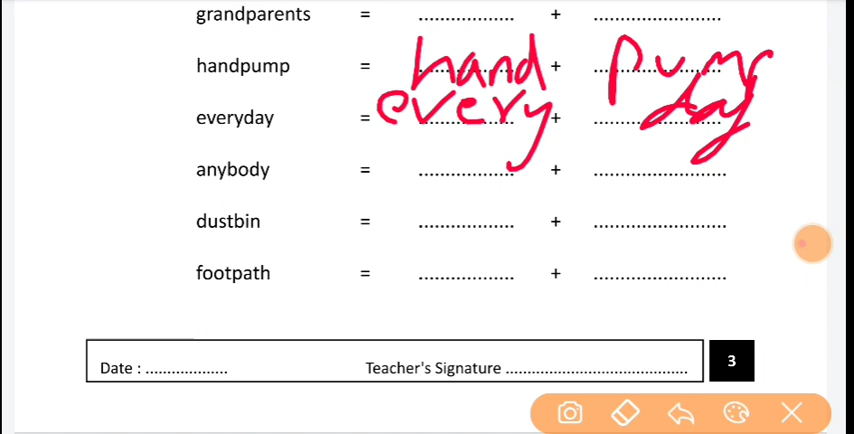 grandparents = .................. + ........................
handpump = hand + pump
everyday = every + day
anybody = .................. + .........................
dustbin = .................. + .........................
footpath = .................. + .........................
Date : ................... Teacher's Signature ..........................................
3